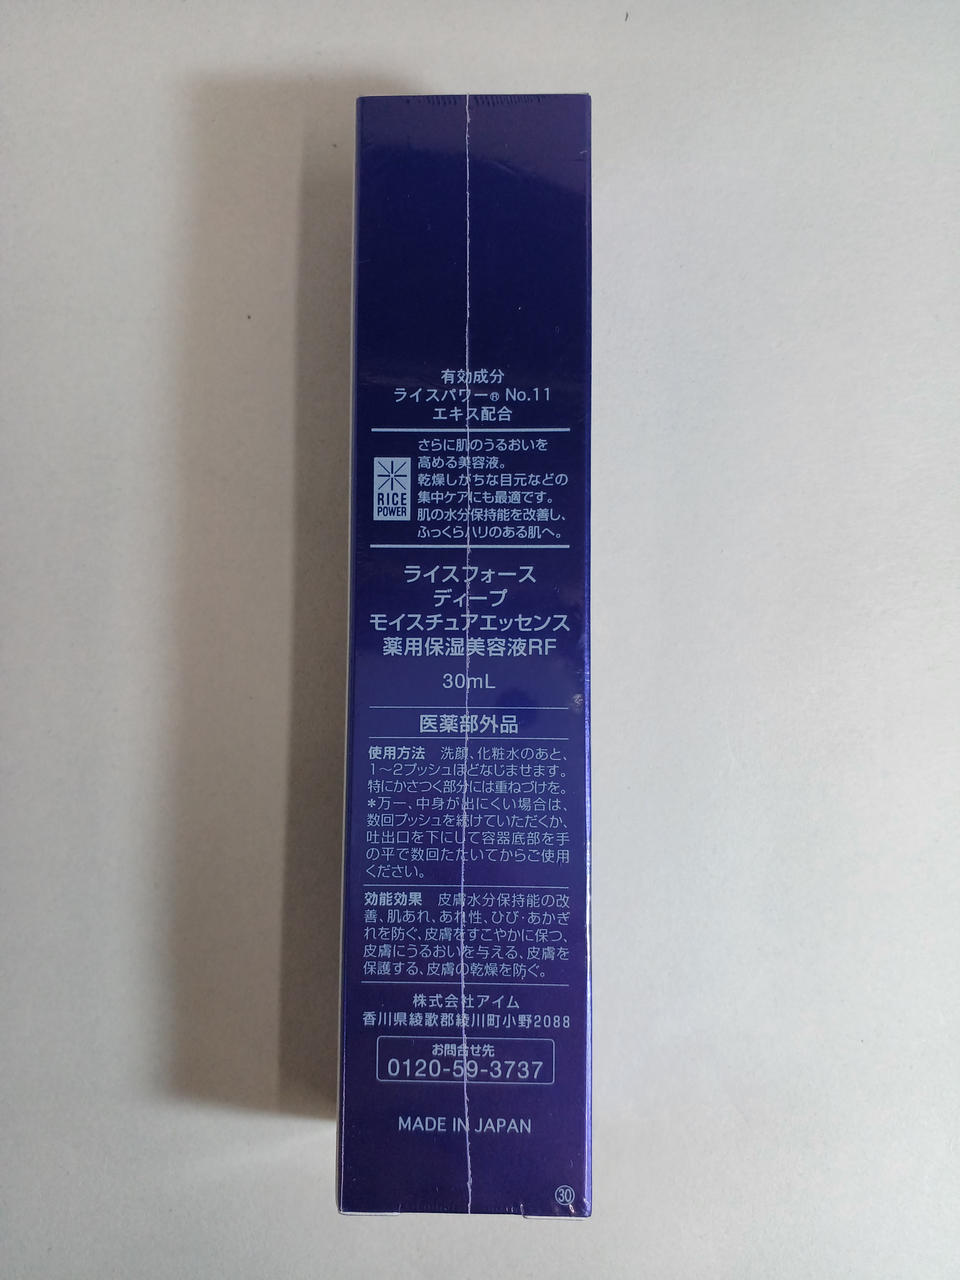 有効成分
ライスパワー® No.11
エキス配合
さらに肌のうるおいを
高める美容液。
乾燥しがちな目元などの
集中ケアにも最適です。
肌の水分保持能を改善し、
ふっくらハリのある肌へ。
RICE
POWER
ライスフォース
ディープ
モイスチュアエッセンス
薬用保湿美容液RF
30mL
医薬部外品
使用方法 洗顔、化粧水のあと、
1〜2プッシュほどなじませます。
特にかさつく部分には重ねづけを。
*万一、中身が出にくい場合は、
数回プッシュを続けていただくか、
吐出口を下にして容器底部を手
の平で数回たたいてからご使用
ください。
効能効果 皮膚水分保持能の改
善、肌あれ、あれ性、ひび・あかぎ
れを防ぐ、皮膚をすこやかに保つ、
皮膚にうるおいを与える、皮膚を
保護する、皮膚の乾燥を防ぐ。
株式会社アイム
香川県綾歌郡綾川町小野2088
お問合せ先
0120-59-3737
MADE IN JAPAN
30